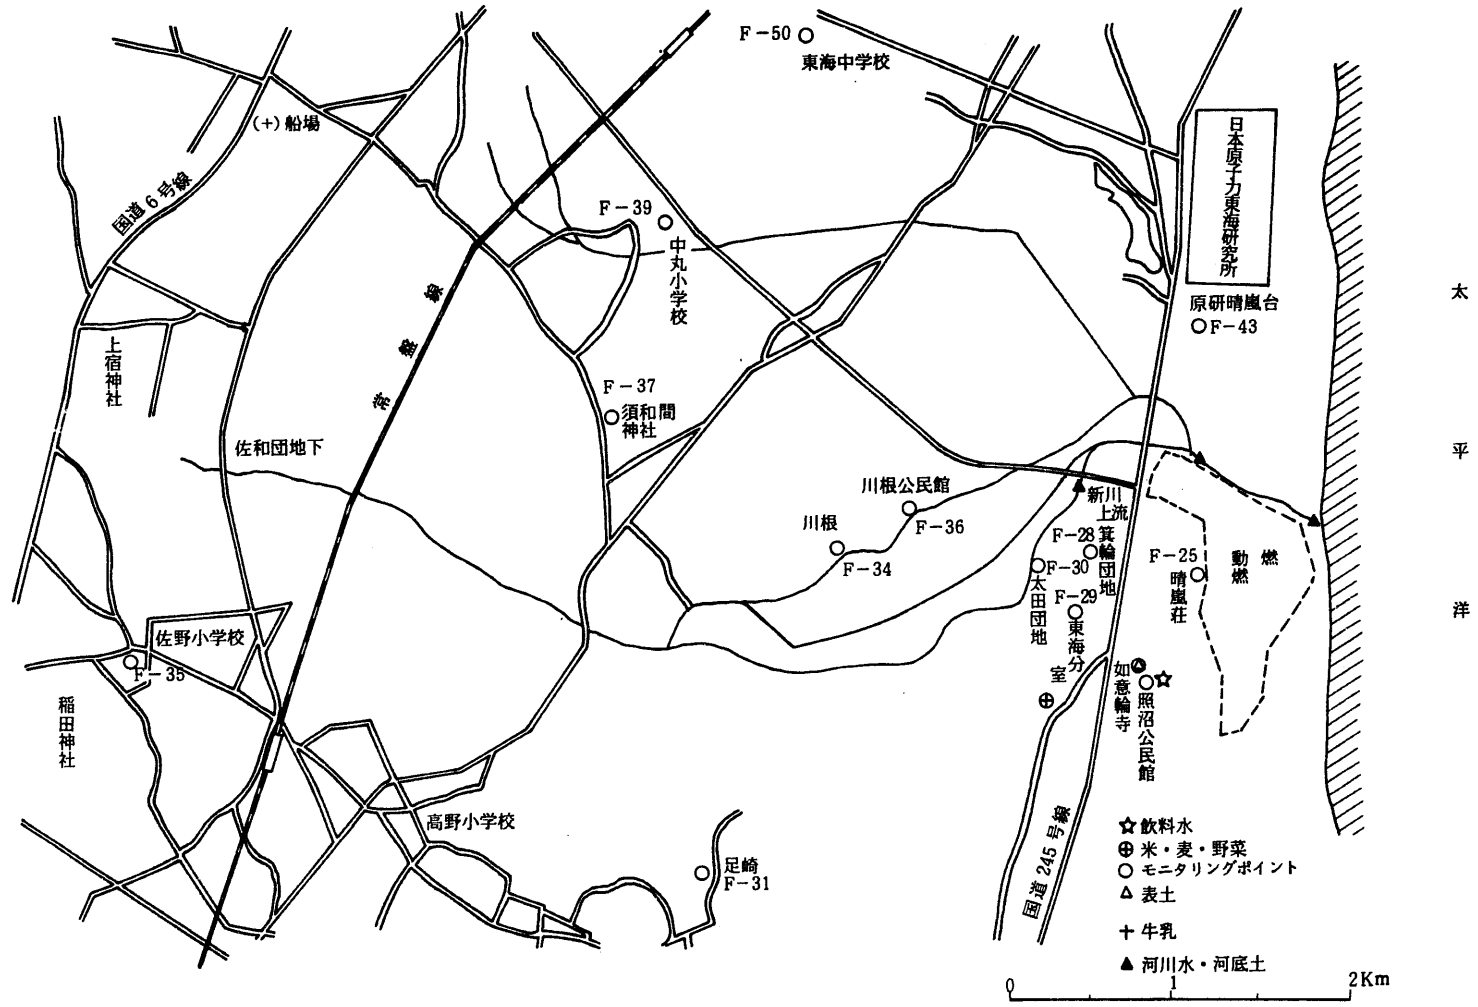 F-50
東海中学校
(+)船場
国道6号線
日本原子力東海研究所
F-39
中丸小学校
常磐線
太平洋
原研晴嵐台
F-43
上宿神社
F-37
須和間
神社
佐和団地下
川根公民館
F-36
新川
上流
川根
F-34
F-28
箕輪団地
F-30
太田団地
F-25
晴嵐荘
動燃
燃
F-29
東海分
室
佐野小学校
F-35
如意輪寺
照沼公民館
稲田神社
高野小学校
国道245号線
足崎
F-31
☆飲料水
⊕米・麦・野菜
○モニタリングポイント
△表土
+牛乳
▲河川水・河底土
0 1 2Km